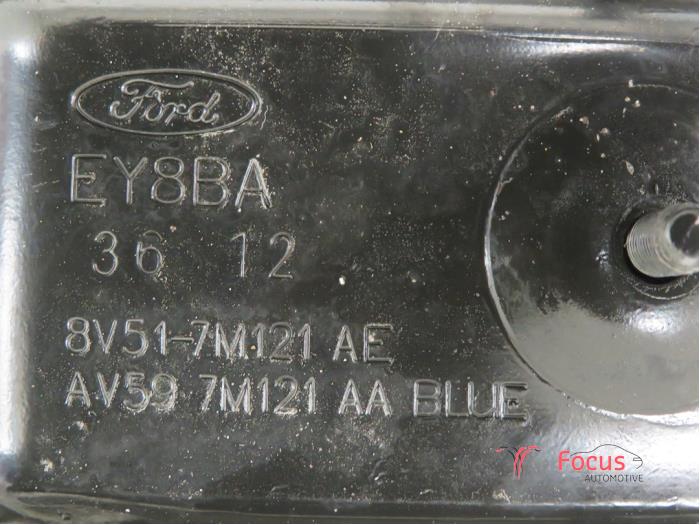 Ford
EY8BA
36 12
8V51-7M121 AE
AV59 7M121 AA BLUE
Focus
AUTOMOTIVE